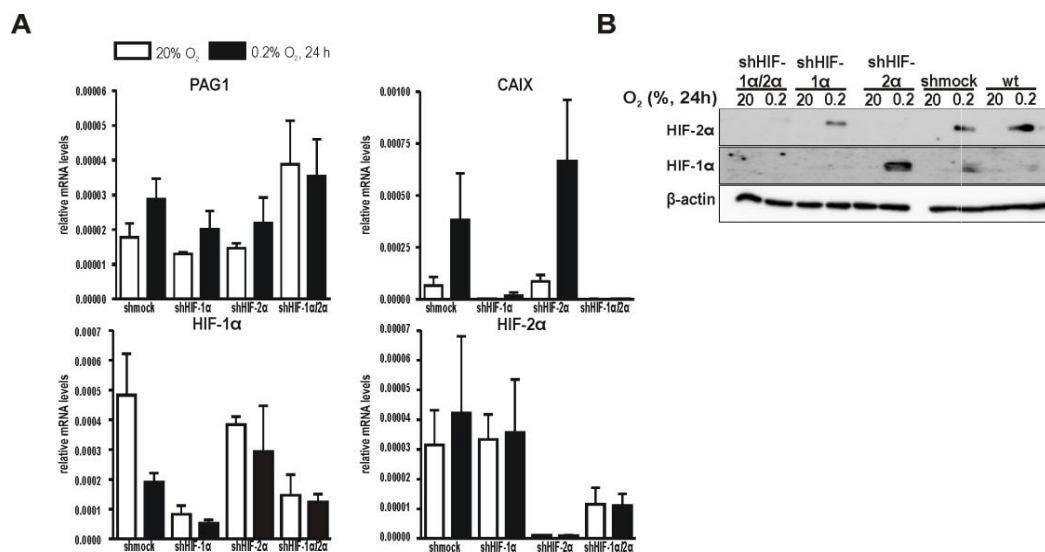 A
20% O₂
0.2% O₂, 24 h
PAG1
relative mRNA levels
0.00006
0.00005
0.00004
0.00003
0.00002
0.00001
0.00000
shmock shHIF-1α shHIF-2α shHIF-1α/2α
CAIX
relative mRNA levels
0.00100
0.00075
0.00050
0.00025
0.00000
shmock shHIF-1α shHIF-2α shHIF-1α/2α
HIF-1α
relative mRNA levels
0.0007
0.0006
0.0005
0.0004
0.0003
0.0002
0.0001
0.0000
shmock shHIF-1α shHIF-2α shHIF-1α/2α
HIF-2α
relative mRNA levels
0.00007
0.00006
0.00005
0.00004
0.00003
0.00002
0.00001
0.0000
shmock shHIF-1α shHIF-2α shHIF-1α/2α
B
shHIF- shHIF- shHIF-
1α/2α 1α 2α shmock wt
O₂ (%, 24h) 20 0.2 20 0.2 20 0.2 20 0.2 20 0.2
HIF-2α
HIF-1α
β-actin